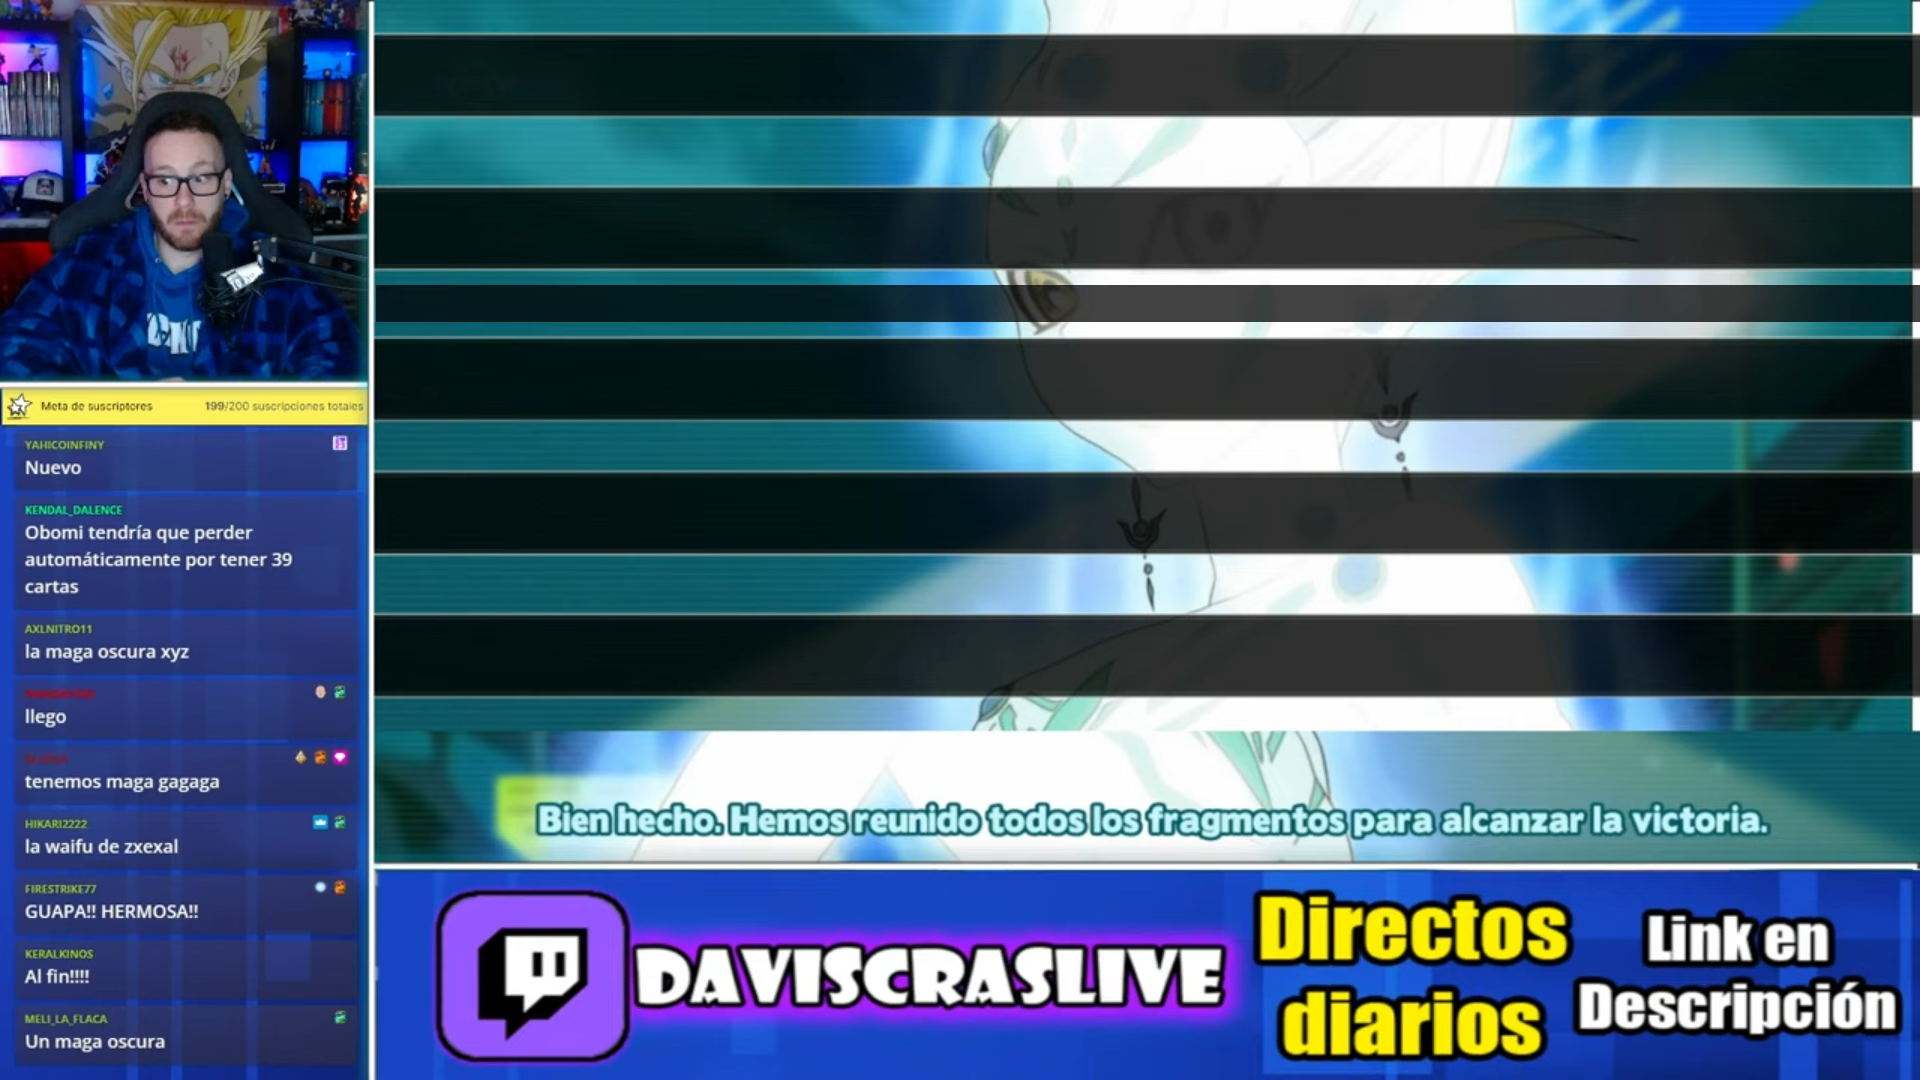 Meta de suscriptores 199/200 suscripciones totales
YAHICOINFINY
Nuevo
KENDAL_DALENCE
Obomi tendría que perder
automáticamente por tener 39
cartas
AXLNITRO11
la maga oscura xyz
llego
tenemos maga gagaga
HIKARI2222
la waifu de zxexal
FIRESTRIKE77
GUAPA!! HERMOSA!!
KERALKINOS
Al fin!!!!
MELI_LA_FLACA
Un maga oscura
Bien hecho. Hemos reunido todos los fragmentos para alcanzar la victoria.
DAVISCRASLIVE
Directos
diarios
Link en
Descripción